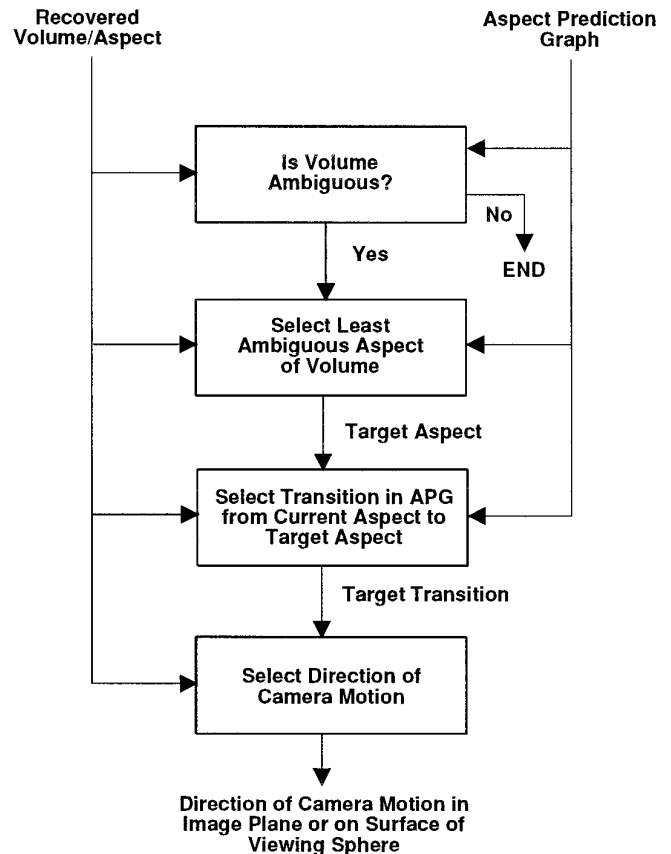 Recovered
Volume/Aspect
Aspect Prediction
Graph
Is Volume
Ambiguous?
No
END
Yes
Select Least
Ambiguous Aspect
of Volume
Target Aspect
Select Transition in APG
from Current Aspect to
Target Aspect
Target Transition
Select Direction of
Camera Motion
Direction of Camera Motion in
Image Plane or on Surface of
Viewing Sphere